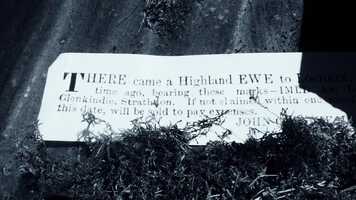 THERE came a Highland EWE to
time ago, bearing these marks—
Glenkindie, Strathdon. If not claimed within one
this date, will be sold to pay expenses.
JOHN